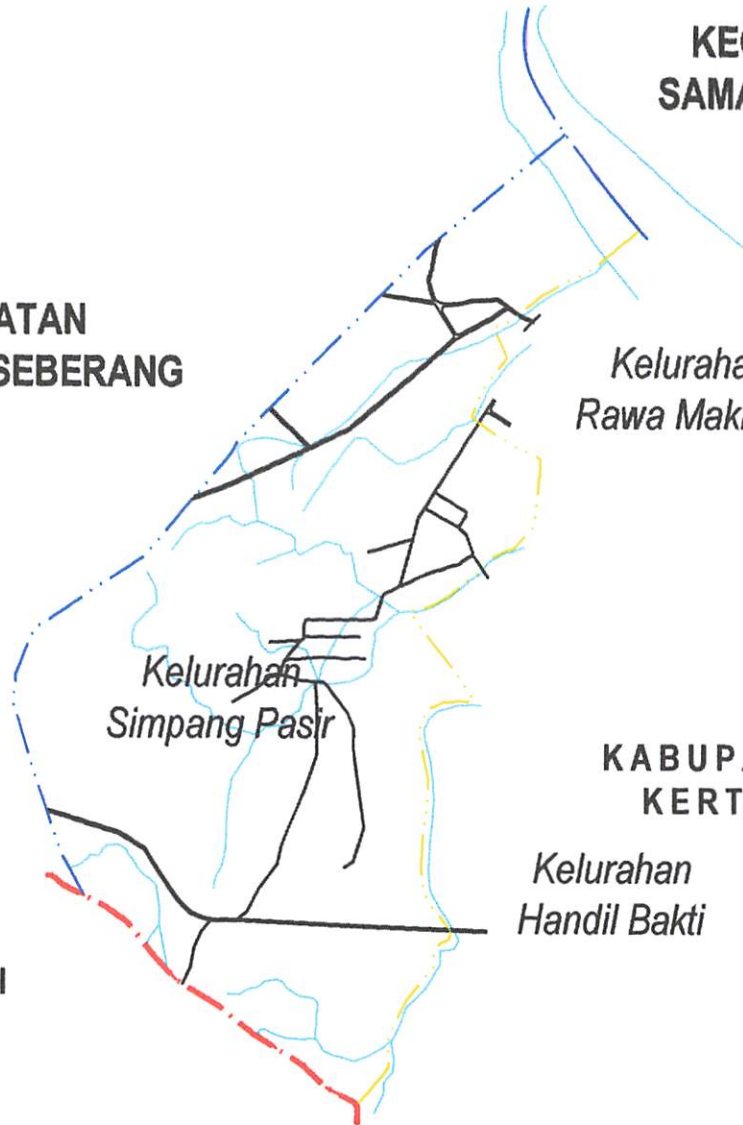 KEC
SAMA
ATAN
SEBERANG
Keluraha
Rawa Mak
Kelurahan
Simpang Pasir
KABUPA
KERT
Kelurahan
Handil Bakti
I